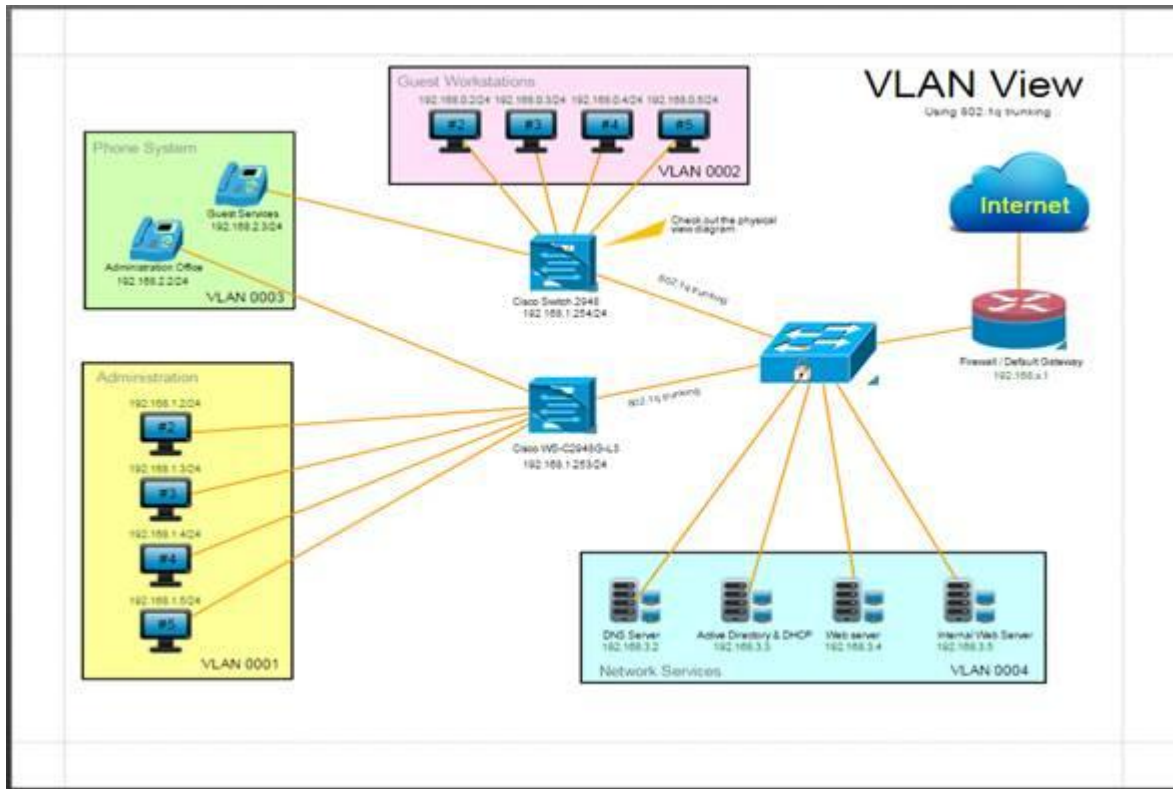 VLAN View
Using 802.1q trunking
Guest Workstations
192.168.0.2/24 192.168.0.3/24 192.168.0.4/24 192.168.0.5/24
#2 #3 #4 #5
VLAN 0002
Phone System
Guest Services
192.168.2.3/24
Administration Office
192.168.2.2/24
VLAN 0003
Check out the physical
view diagram
Internet
Cisco Switch 2948
192.168.1.254/24
802.1q trunking
Firewall / Default Gateway
192.168.x.1
Administration
192.168.1.2/24
#2
192.168.1.3/24
#3
192.168.1.4/24
#4
192.168.1.5/24
#5
VLAN 0001
802.1q trunking
Cisco WS-C2948G-L3
192.168.1.253/24
DNS Server
192.168.3.2
Active Directory & DHCP
192.168.3.3
Web server
192.168.3.4
Internal Web Server
192.168.3.5
Network Services
VLAN 0004